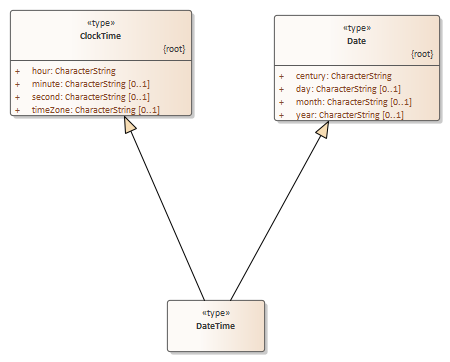 «type»
ClockTime
{root}
+ hour: CharacterString
+ minute: CharacterString [0..1]
+ second: CharacterString [0..1]
+ timeZone: CharacterString [0..1]
«type»
Date
{root}
+ century: CharacterString
+ day: CharacterString [0..1]
+ month: CharacterString [0..1]
+ year: CharacterString [0..1]
«type»
DateTime